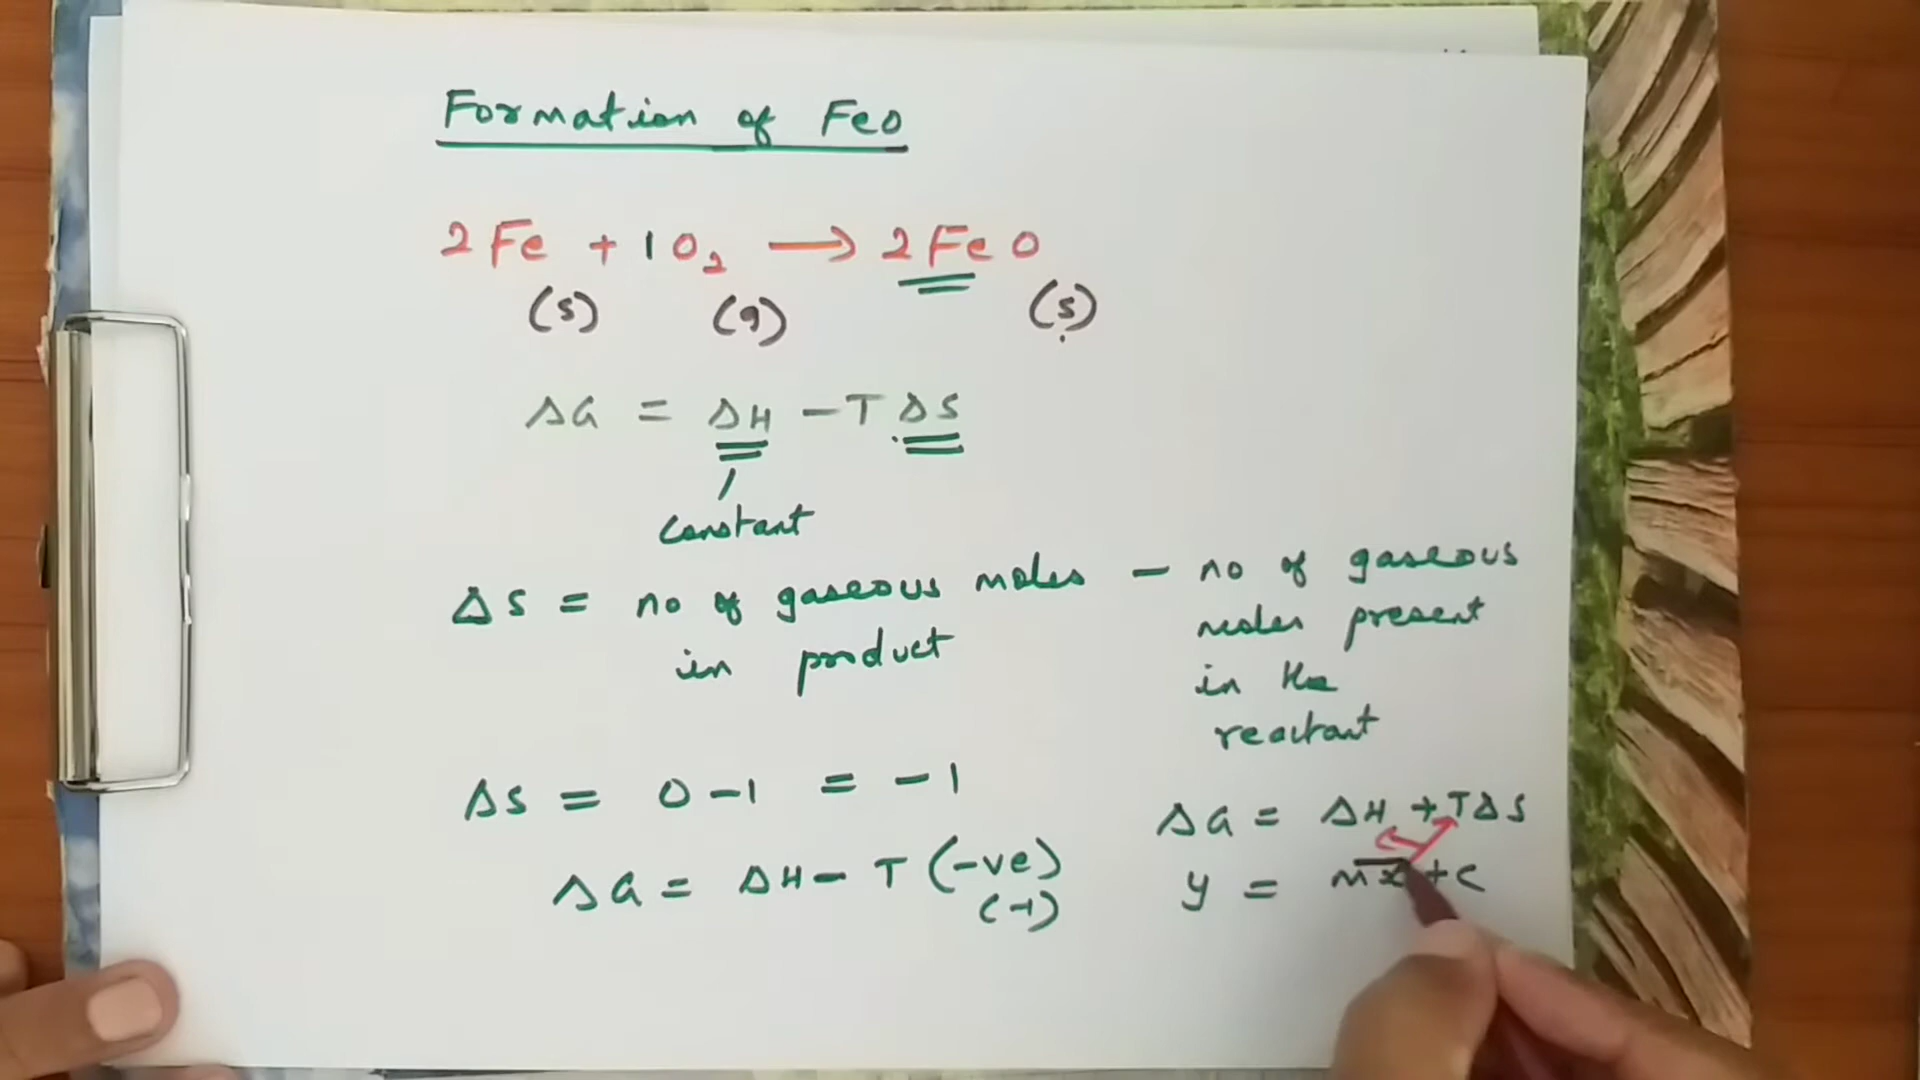 Formation of FeO
2Fe + 1O₂ → 2FeO
(s) (g) (s)
ΔG = ΔH – TΔS
Constant
ΔS = no of gaseous moles – no of gaseous
in product moles present
in the
reactant
ΔS = 0 – 1 = – 1
ΔG = ΔH + TΔS
ΔG = ΔH – T (-ve)
(-1)
y = mx + c